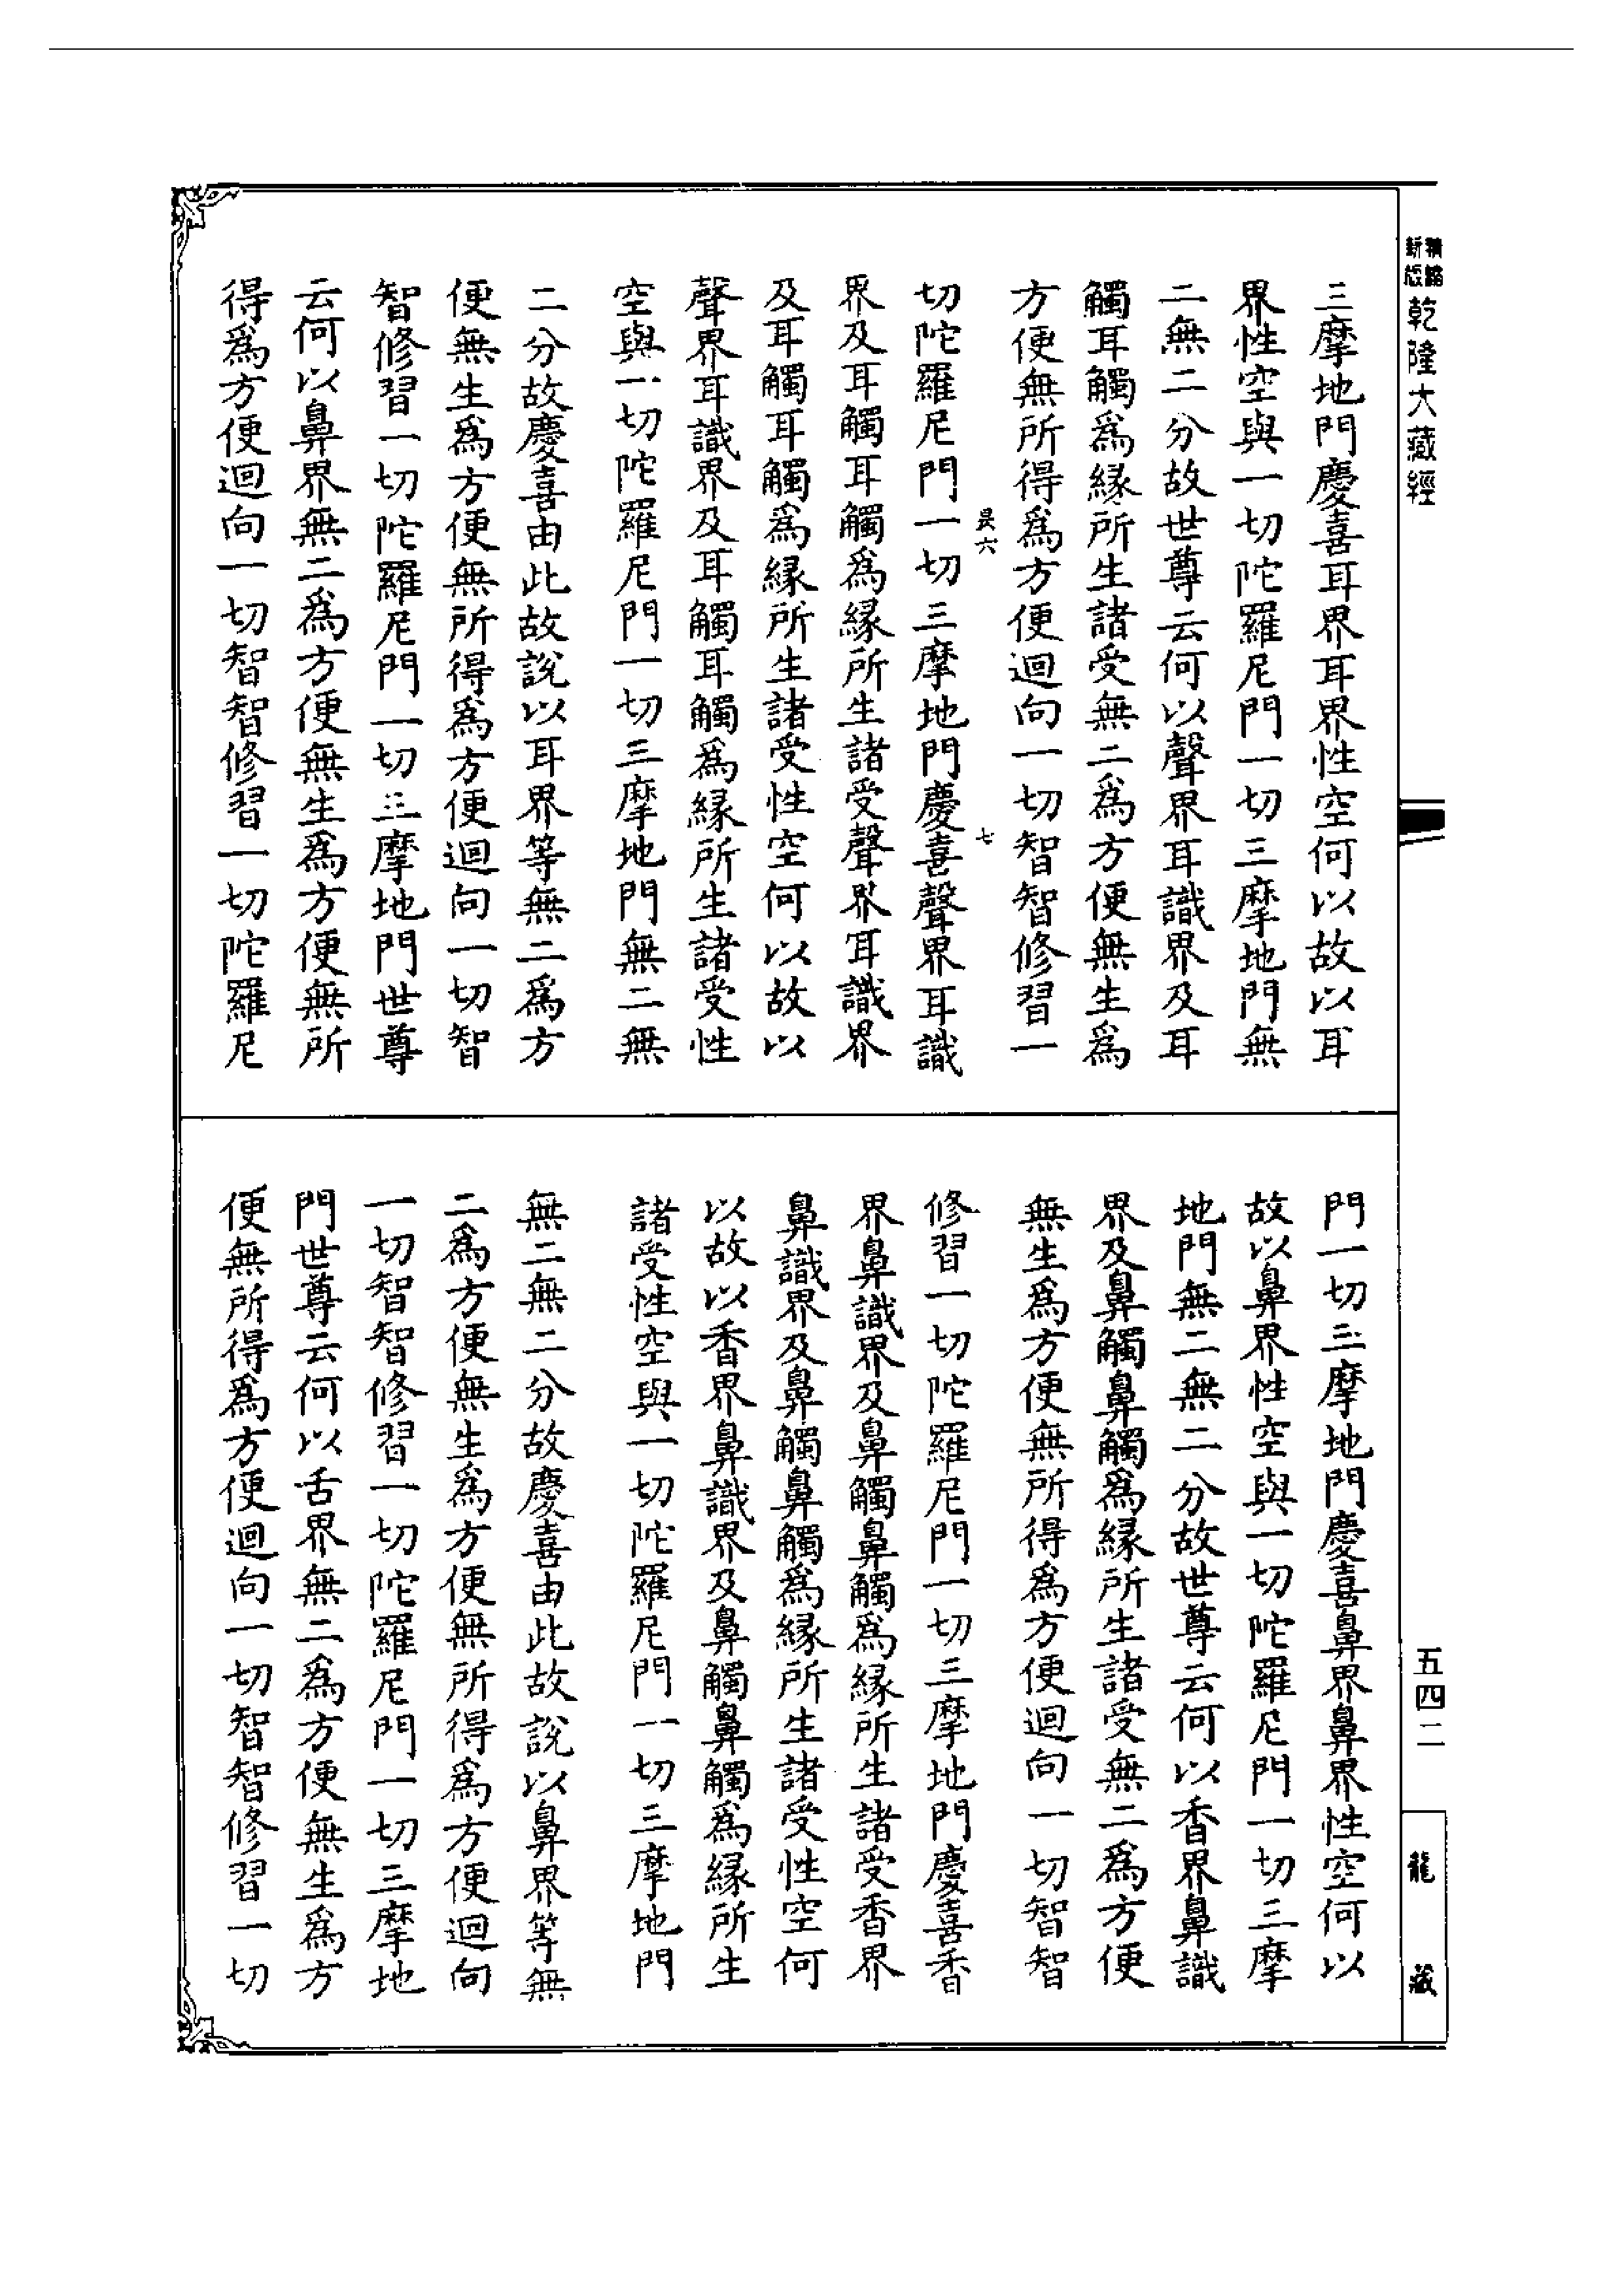 精縮新版乾隆大藏經
三摩地門慶喜耳界耳界性空何以故以耳
界性空與一切陀羅尼門一切三摩地門無
二無二分故世尊云何以聲界耳識界及耳
觸耳觸爲緣所生諸受無二爲方便無生爲
方便無所得爲方便迴向一切智智修習一
昃六
七
切陀羅尼門一切三摩地門慶喜聲界耳識
界及耳觸耳觸爲緣所生諸受聲界耳識界
及耳觸耳觸爲緣所生諸受性空何以故以
聲界耳識界及耳觸耳觸爲緣所生諸受性
空與一切陀羅尼門一切三摩地門無二無
二分故慶喜由此故說以耳界等無二爲方
便無生爲方便無所得爲方便迴向一切智
智修習一切陀羅尼門一切三摩地門世尊
云何以鼻界無二爲方便無生爲方便無所
得爲方便迴向一切智智修習一切陀羅尼
門一切三摩地門慶喜鼻界鼻界性空何以
故以鼻界性空與一切陀羅尼門一切三摩
地門無二無二分故世尊云何以香界鼻識
界及鼻觸鼻觸爲緣所生諸受無二爲方便
無生爲方便無所得爲方便迴向一切智智
修習一切陀羅尼門一切三摩地門慶喜香
界鼻識界及鼻觸鼻觸爲緣所生諸受香界
鼻識界及鼻觸鼻觸爲緣所生諸受性空何
以故以香界鼻識界及鼻觸鼻觸爲緣所生
諸受性空與一切陀羅尼門一切三摩地門
無二無二分故慶喜由此故說以鼻界等無
二爲方便無生爲方便無所得爲方便迴向
一切智智修習一切陀羅尼門一切三摩地
門世尊云何以舌界無二爲方便無生爲方
便無所得爲方便迴向一切智智修習一切
五四二
龍藏